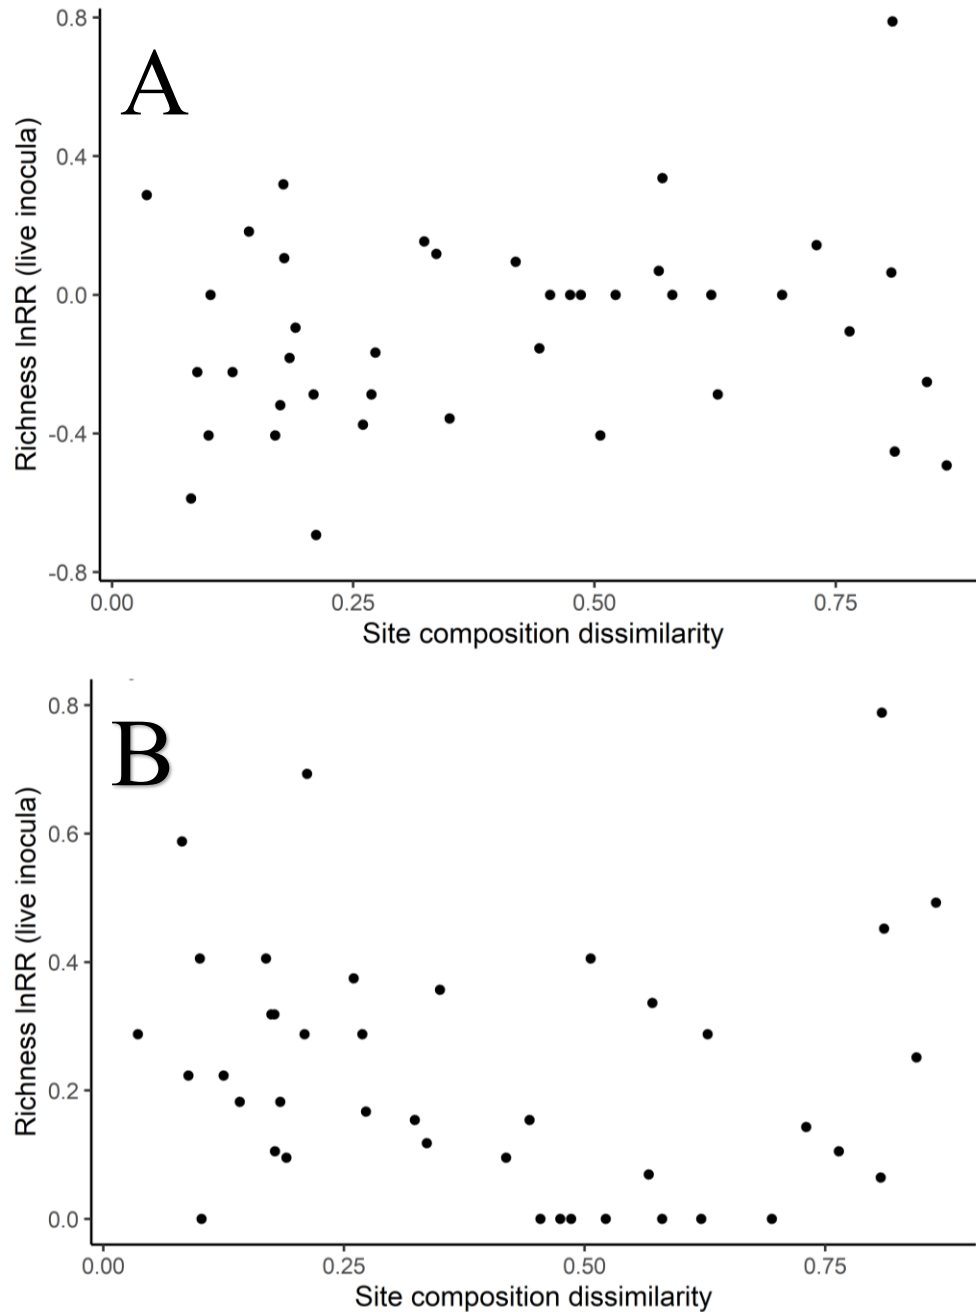 A
Richness lnRR (live inocula)
0.8
0.4
0.0
-0.4
-0.8
0.00 0.25 0.50 0.75
Site composition dissimilarity
B
Richness lnRR (live inocula)
0.8
0.6
0.4
0.2
0.0
0.00 0.25 0.50 0.75
Site composition dissimilarity